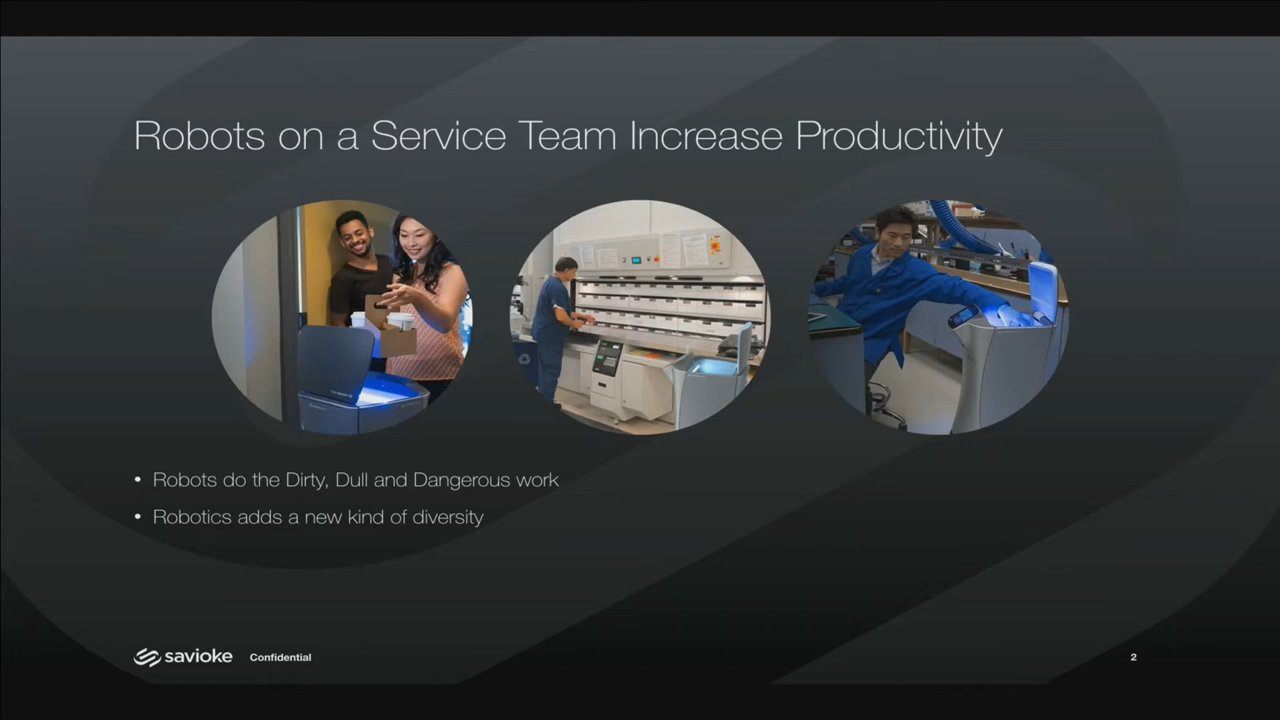 Robots on a Service Team Increase Productivity
• Robots do the Dirty, Dull and Dangerous work
• Robotics adds a new kind of diversity
savioke Confidential 2